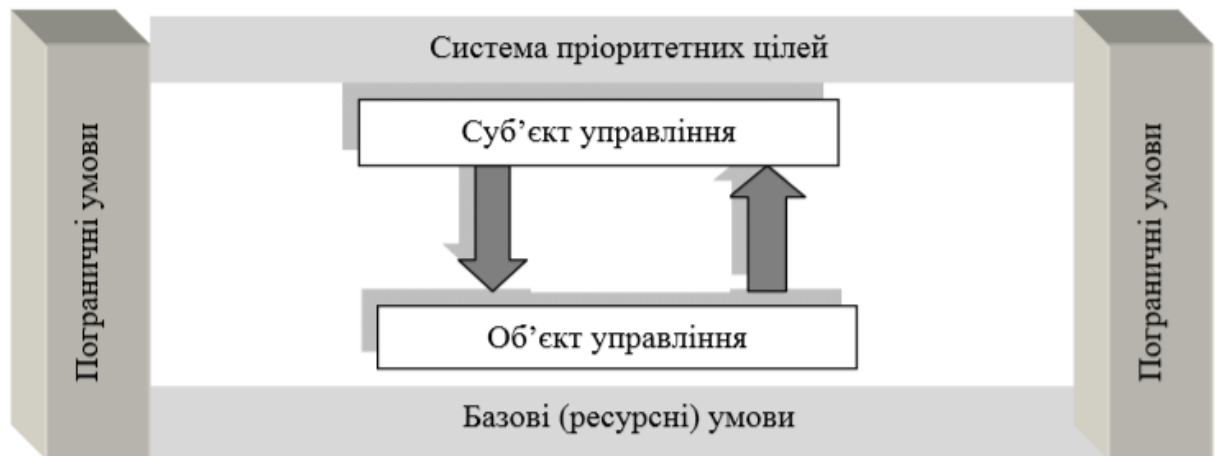 Система пріоритетних цілей
Суб’єкт управління
Пограничні умови
Пограничні умови
Об’єкт управління
Базові (ресурсні) умови